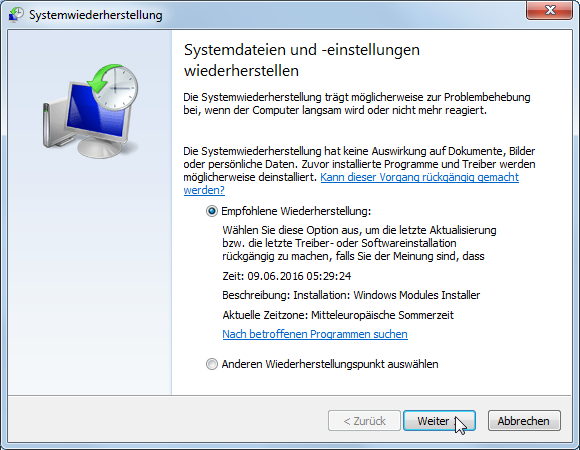 Systemwiederherstellung
Systemdateien und -einstellungen
wiederherstellen
Die Systemwiederherstellung trägt möglicherweise zur Problembehebung
bei, wenn der Computer langsam wird oder nicht mehr reagiert.
Die Systemwiederherstellung hat keine Auswirkung auf Dokumente, Bilder
oder persönliche Daten. Zuvor installierte Programme und Treiber werden
möglicherweise deinstalliert. Kann dieser Vorgang rückgängig gemacht
werden?
Empfohlene Wiederherstellung:
Wählen Sie diese Option aus, um die letzte Aktualisierung
bzw. die letzte Treiber- oder Softwareinstallation
rückgängig zu machen, falls Sie der Meinung sind, dass
Zeit: 09.06.2016 05:29:24
Beschreibung: Installation: Windows Modules Installer
Aktuelle Zeitzone: Mitteleuropäische Sommerzeit
Nach betroffenen Programmen suchen
Anderen Wiederherstellungspunkt auswählen
< Zurück Weiter Abbrechen